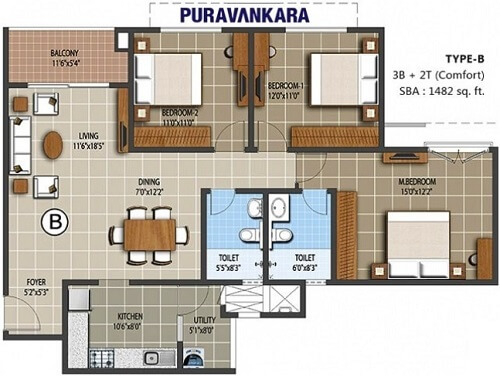 PURAVANKARA
TYPE-B
3B + 2T (Comfort)
SBA : 1482 sq. ft.
BALCONY
11'6"x5'4"
BEDROOM-2
11'0"x11'0"
BEDROOM-1
12'0"x11'0"
LIVING
11'6"x18'5"
DINING
7'0"x12'2"
M.BEDROOM
15'0"x12'2"
B
TOILET
5'5"x8'3"
TOILET
6'0"x8'3"
FOYER
5'2"x5'3"
KITCHEN
10'6"x8'0"
UTILITY
5'1"x8'0"